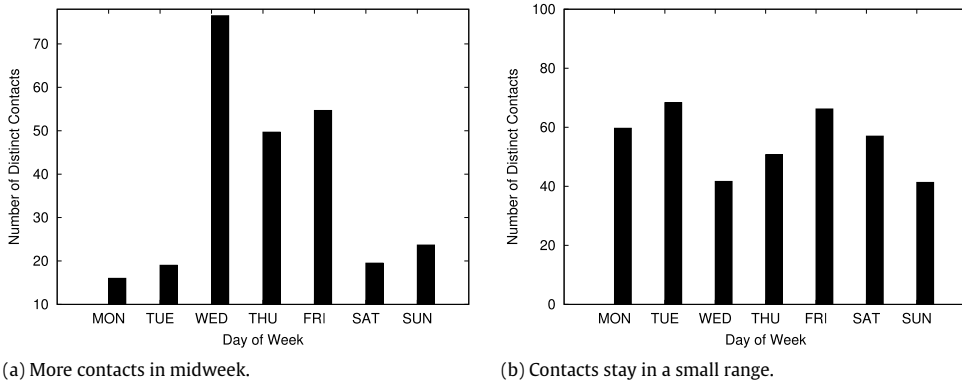 Number of Distinct Contacts
70
60
50
40
30
20
10
MON TUE WED THU FRI SAT SUN
Day of Week
(a) More contacts in midweek.
Number of Distinct Contacts
100
80
60
40
20
0
MON TUE WED THU FRI SAT SUN
Day of Week
(b) Contacts stay in a small range.